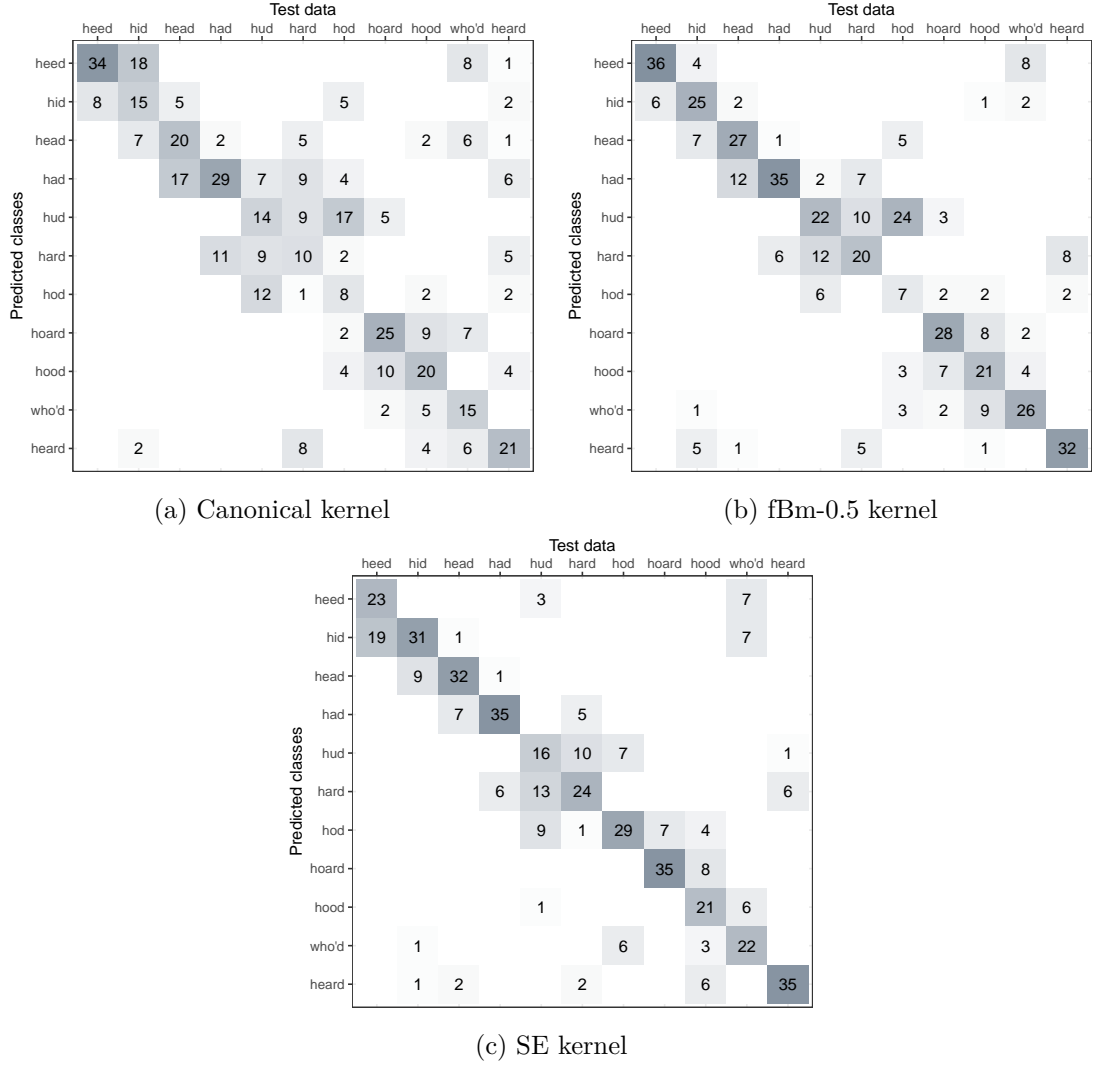 Test data
heed hid head had hud hard hod hoard hood who'd heard
Predicted classes
heed 34 18 8 1
hid 8 15 5 5 2
head 7 20 2 5 2 6 1
had 17 29 7 9 4 6
hud 14 9 17 5
hard 11 9 10 2 5
hod 12 1 8 2 2
hoard 2 25 9 7
hood 4 10 20 4
who'd 2 5 15
heard 2 8 4 6 21
(a) Canonical kernel
Test data
heed hid head had hud hard hod hoard hood who'd heard
Predicted classes
heed 36 4 8
hid 6 25 2 1 2
head 7 27 1 5
had 12 35 2 7
hud 22 10 24 3
hard 6 12 20 8
hod 6 7 2 2 2
hoard 28 8 2
hood 3 7 21 4
who'd 1 3 2 9 26
heard 5 1 5 1 32
(b) fBm-0.5 kernel
Test data
heed hid head had hud hard hod hoard hood who'd heard
Predicted classes
heed 23 3 7
hid 19 31 1 7
head 9 32 1
had 7 35 5
hud 16 10 7 1
hard 6 13 24 6
hod 9 1 29 7 4
hoard 35 8
hood 1 21 6
who'd 1 6 3 22
heard 1 2 2 6 35
(c) SE kernel